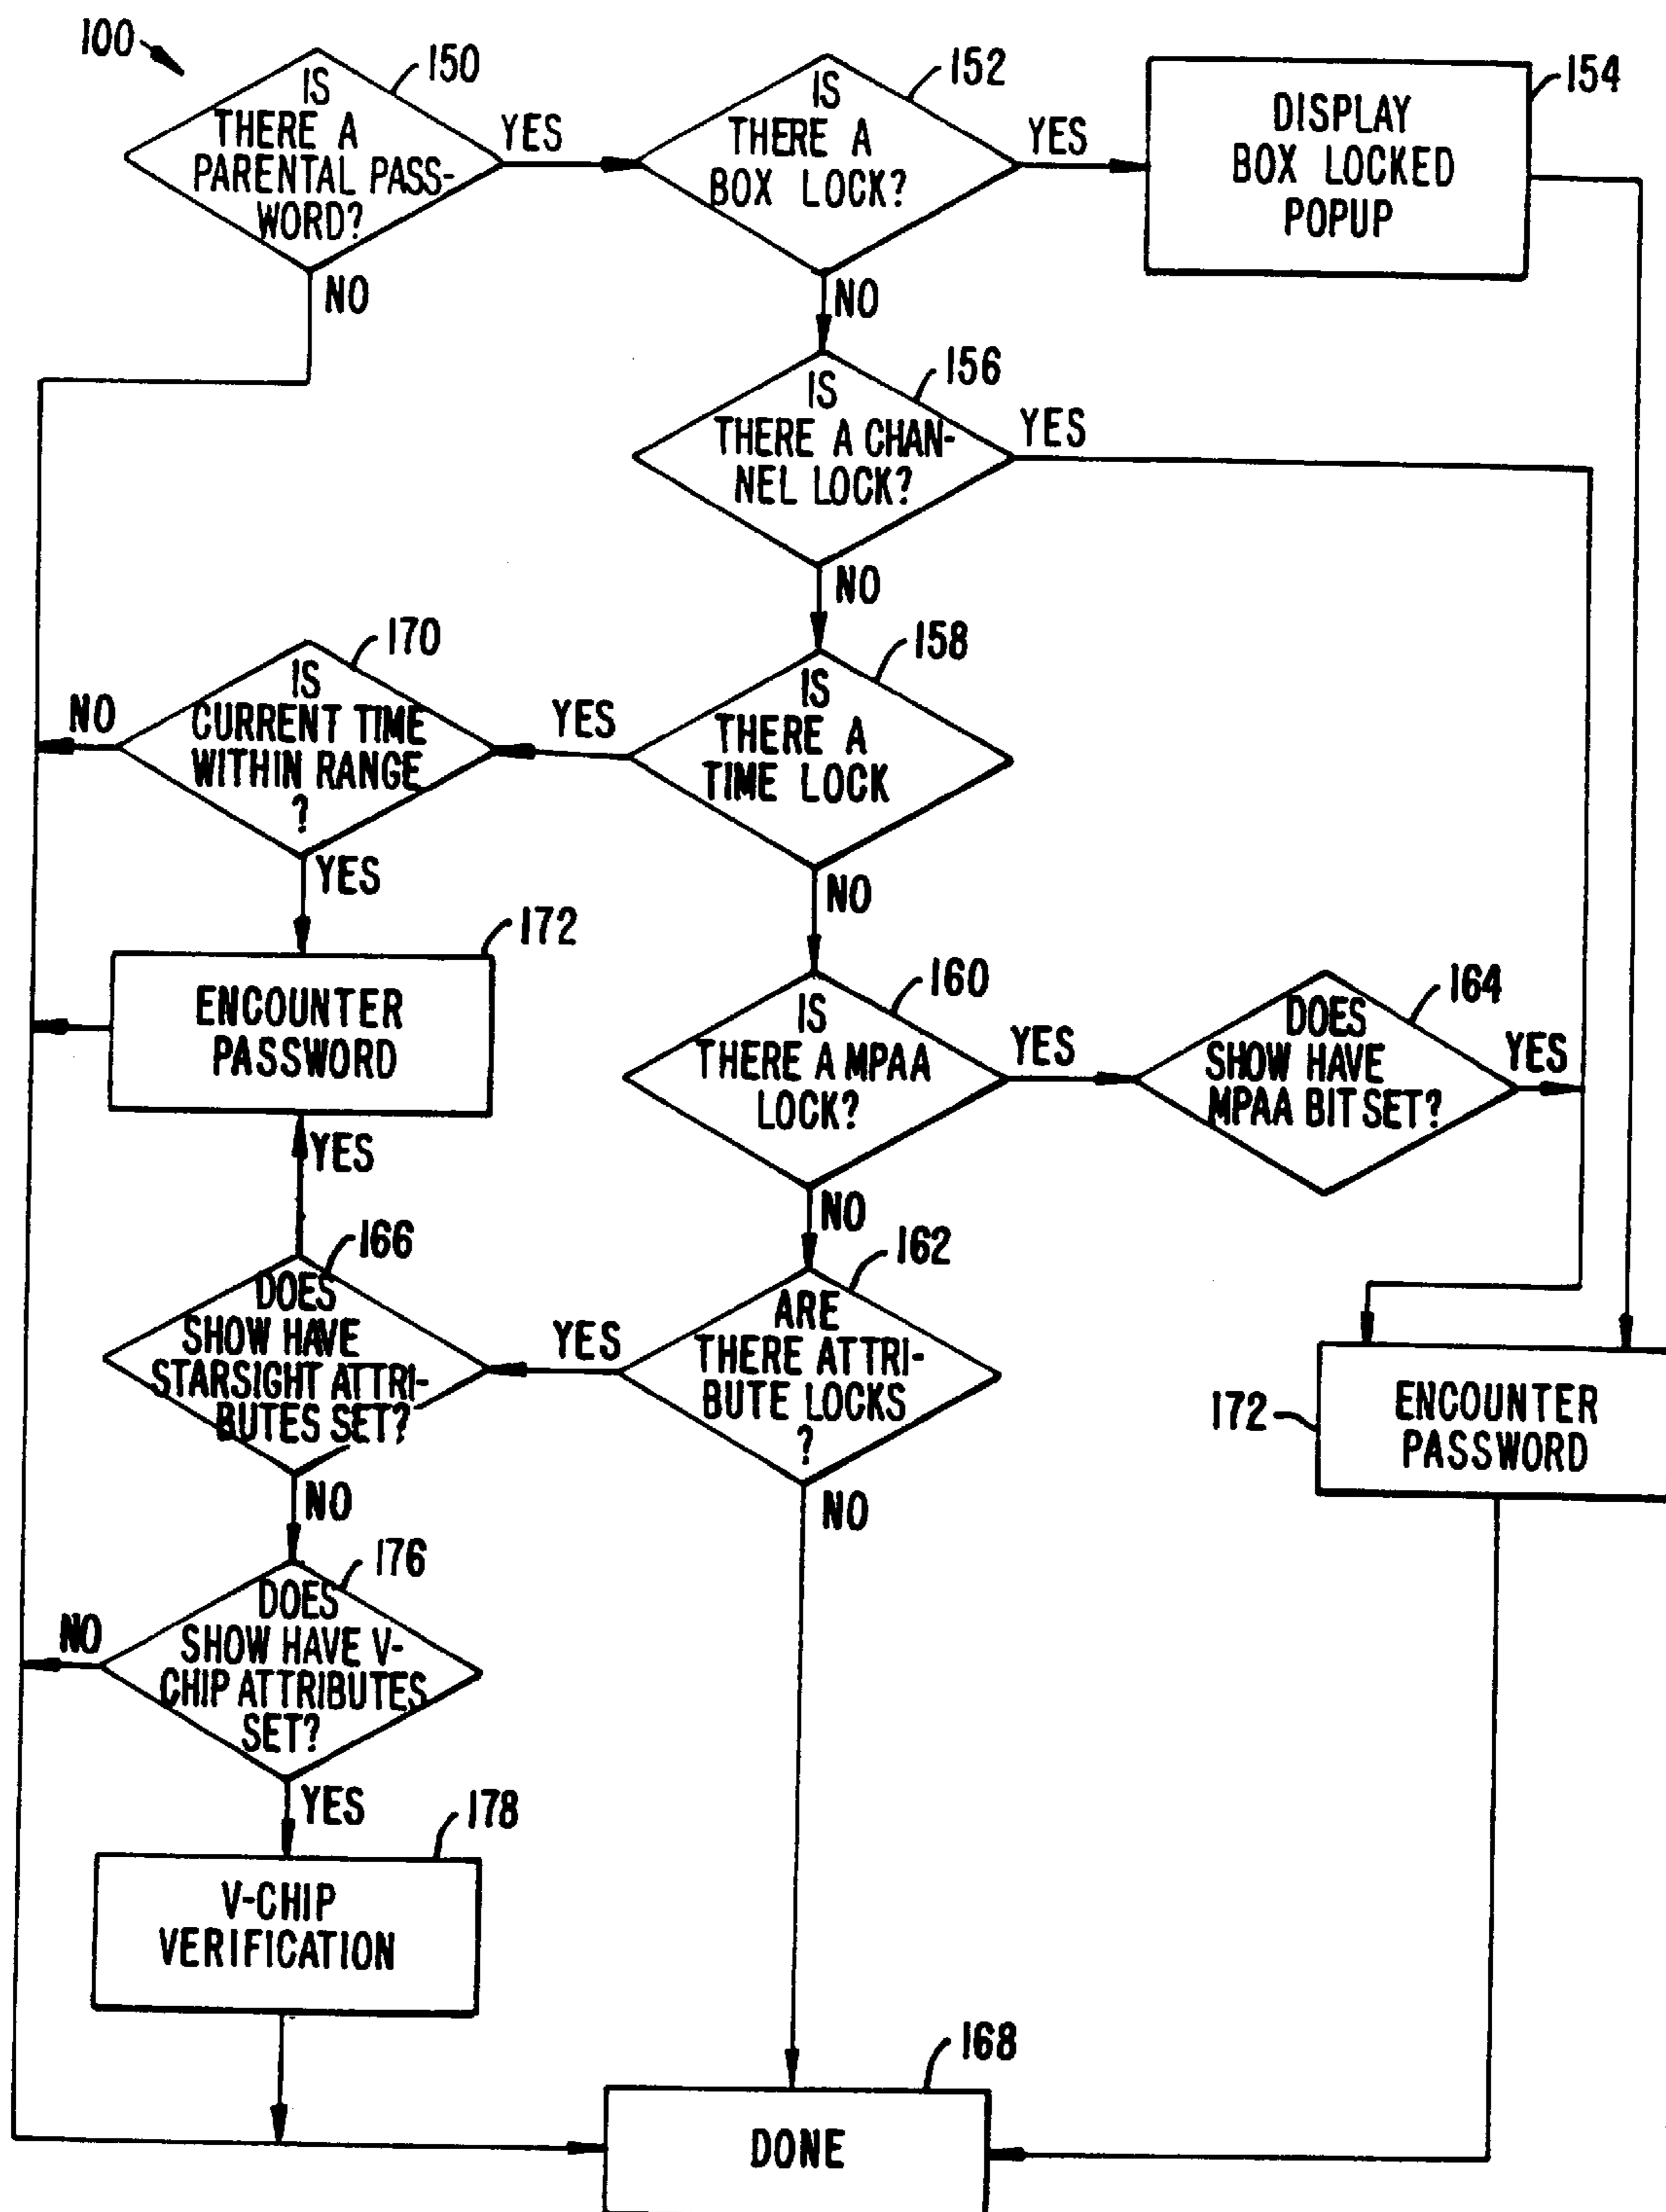 100
150
IS
THERE A
PARENTAL PASS-
WORD?
YES
NO
152
IS
THERE A
BOX LOCK?
YES
NO
154
DISPLAY
BOX LOCKED
POPUP
156
IS
THERE A CHAN-
NEL LOCK?
YES
NO
158
IS
THERE A
TIME LOCK
YES
NO
170
IS
CURRENT TIME
WITHIN RANGE
?
NO
YES
172
ENCOUNTER
PASSWORD
YES
160
IS
THERE A MPAA
LOCK?
YES
NO
164
DOES
SHOW HAVE
MPAA BIT SET?
YES
166
DOES
SHOW HAVE
STARSIGHT ATTRI-
BUTES SET?
NO
162
ARE
THERE ATTRI-
BUTE LOCKS
?
YES
NO
172
ENCOUNTER
PASSWORD
176
DOES
SHOW HAVE V-
CHIP ATTRIBUTES
SET?
NO
YES
178
V-CHIP
VERIFICATION
168
DONE